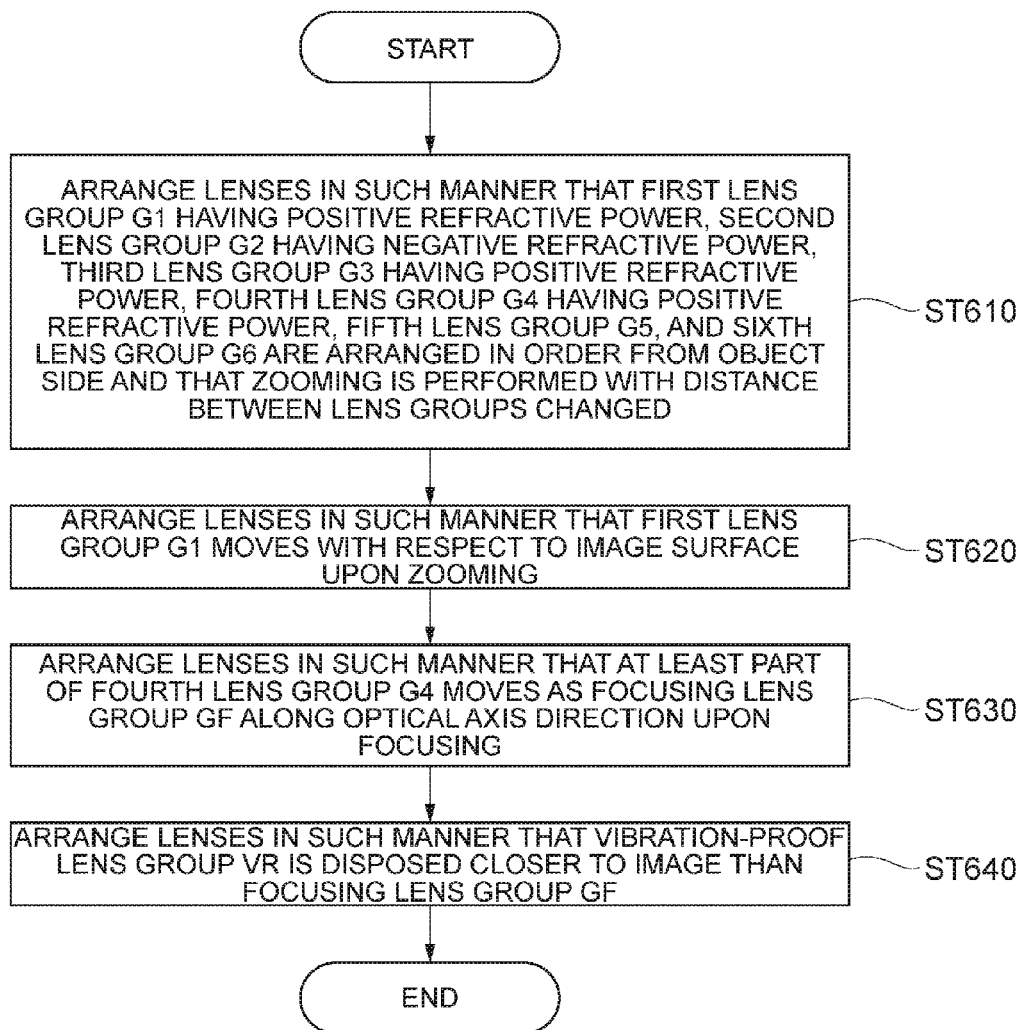 START
ARRANGE LENSES IN SUCH MANNER THAT FIRST LENS
GROUP G1 HAVING POSITIVE REFRACTIVE POWER, SECOND
LENS GROUP G2 HAVING NEGATIVE REFRACTIVE POWER,
THIRD LENS GROUP G3 HAVING POSITIVE REFRACTIVE
POWER, FOURTH LENS GROUP G4 HAVING POSITIVE
REFRACTIVE POWER, FIFTH LENS GROUP G5, AND SIXTH
LENS GROUP G6 ARE ARRANGED IN ORDER FROM OBJECT
SIDE AND THAT ZOOMING IS PERFORMED WITH DISTANCE
BETWEEN LENS GROUPS CHANGED
ST610
ARRANGE LENSES IN SUCH MANNER THAT FIRST LENS
GROUP G1 MOVES WITH RESPECT TO IMAGE SURFACE
UPON ZOOMING
ST620
ARRANGE LENSES IN SUCH MANNER THAT AT LEAST PART
OF FOURTH LENS GROUP G4 MOVES AS FOCUSING LENS
GROUP GF ALONG OPTICAL AXIS DIRECTION UPON
FOCUSING
ST630
ARRANGE LENSES IN SUCH MANNER THAT VIBRATION-PROOF
LENS GROUP VR IS DISPOSED CLOSER TO IMAGE THAN
FOCUSING LENS GROUP GF
ST640
END